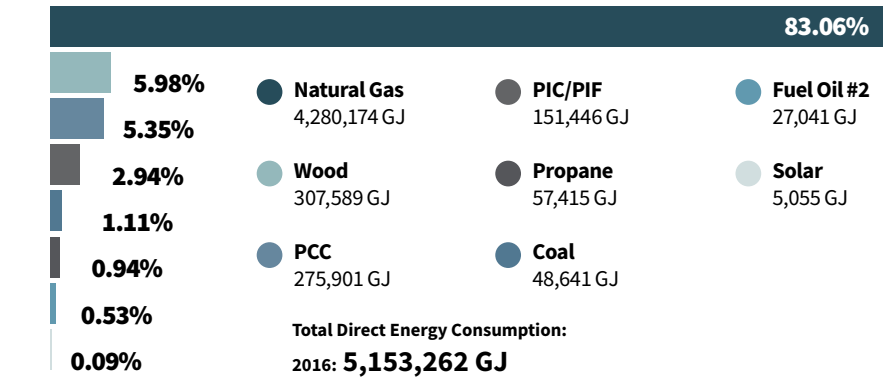 83.06%
5.98%
5.35%
2.94%
1.11%
0.94%
0.53%
0.09%
Natural Gas
4,280,174 GJ
Wood
307,589 GJ
PCC
275,901 GJ
PIC/PIF
151,446 GJ
Propane
57,415 GJ
Coal
48,641 GJ
Fuel Oil #2
27,041 GJ
Solar
5,055 GJ
Total Direct Energy Consumption:
2016: 5,153,262 GJ